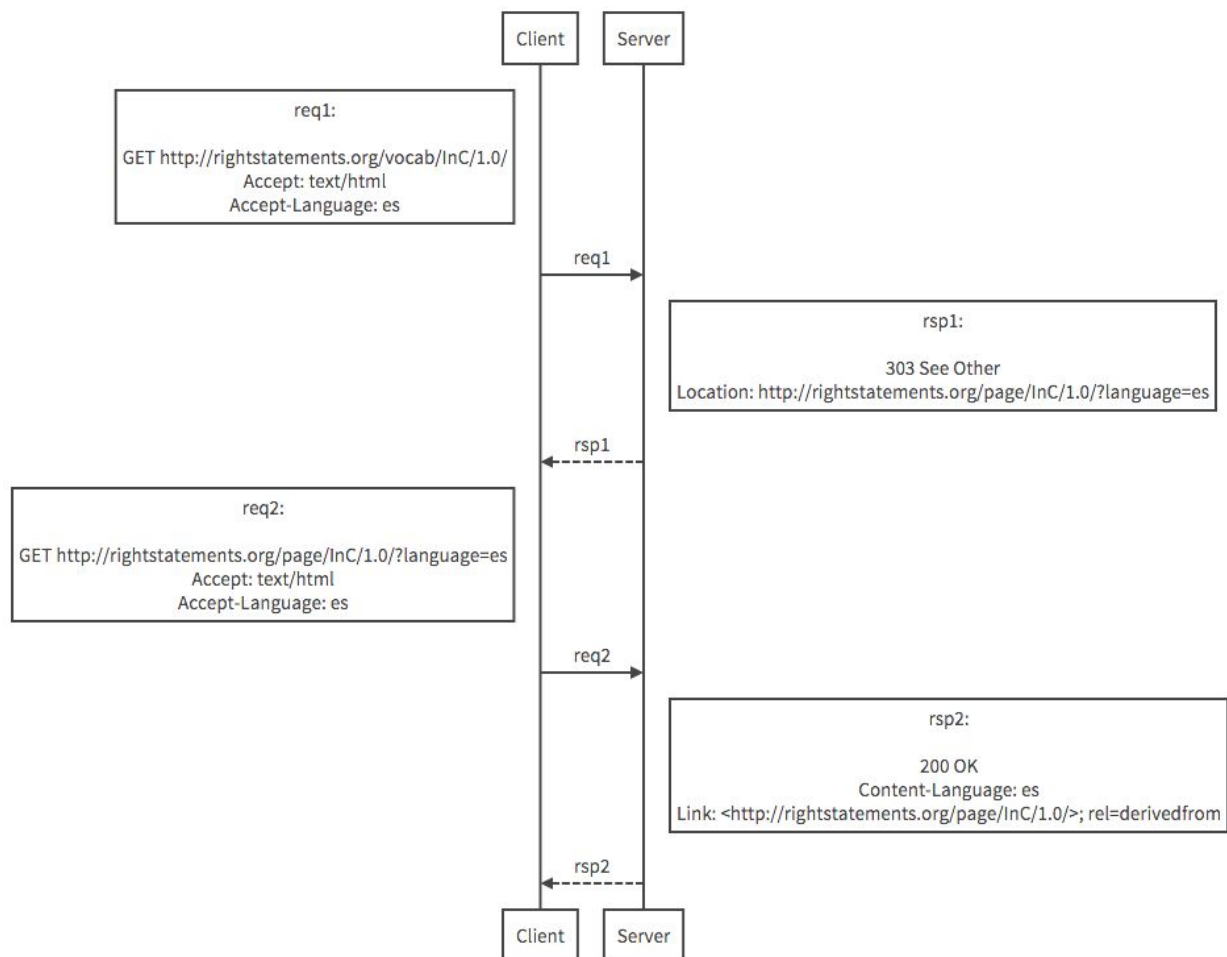 Client
Server
req1:
GET http://rightstatements.org/vocab/InC/1.0/
Accept: text/html
Accept-Language: es
req1
rsp1:
303 See Other
Location: http://rightstatements.org/page/InC/1.0/?language=es
rsp1
req2:
GET http://rightstatements.org/page/InC/1.0/?language=es
Accept: text/html
Accept-Language: es
req2
rsp2:
200 OK
Content-Language: es
Link: <http://rightstatements.org/page/InC/1.0/>; rel=derivedfrom
rsp2
Client
Server